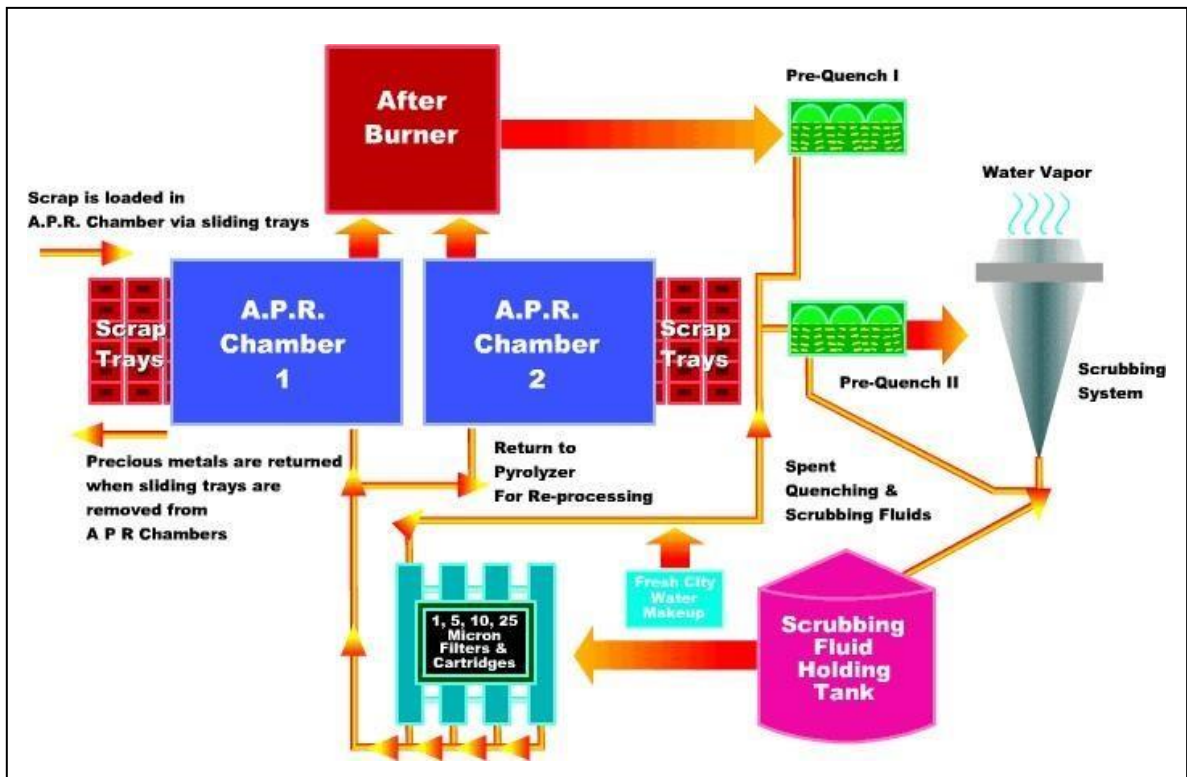 After
Burner
Pre-Quench I
Water Vapor
Scrap is loaded in
A.P.R. Chamber via sliding trays
Scrap
Trays
A.P.R.
Chamber
1
A.P.R.
Chamber
2
Scrap
Trays
Pre-Quench II
Scrubbing
System
Precious metals are returned
when sliding trays are
removed from
A P R Chambers
Return to
Pyrolyzer
For Re-processing
Spent
Quenching &
Scrubbing Fluids
Fresh City
Water
Makeup
1, 5, 10, 25
Micron
Filters &
Cartridges
Scrubbing
Fluid
Holding
Tank